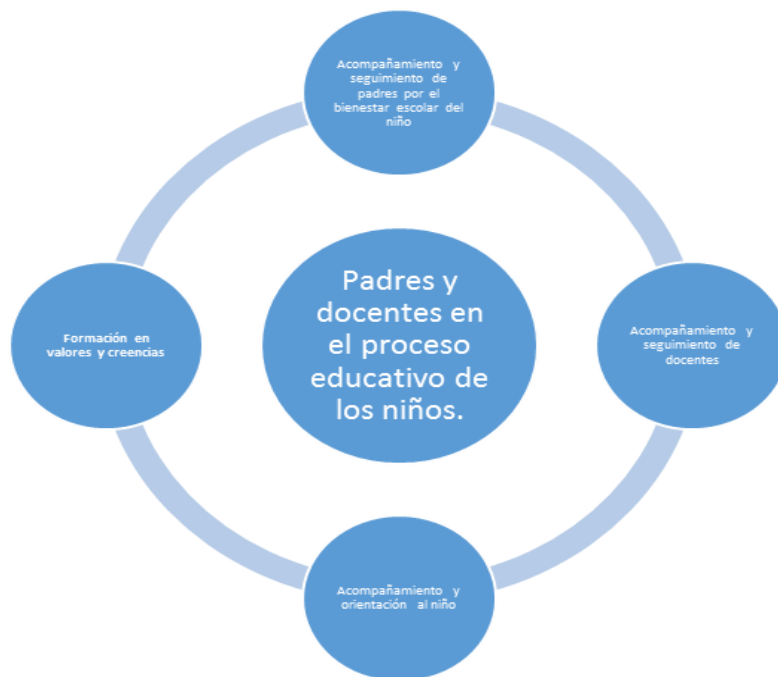 Acompañamiento y
seguimiento de
padres por el
bienestar escolar del
niño
Padres y
docentes en
el proceso
educativo de
los niños.
Formación en
valores y creencias
Acompañamiento y
seguimiento de
docentes
Acompañamiento y
orientación al niño